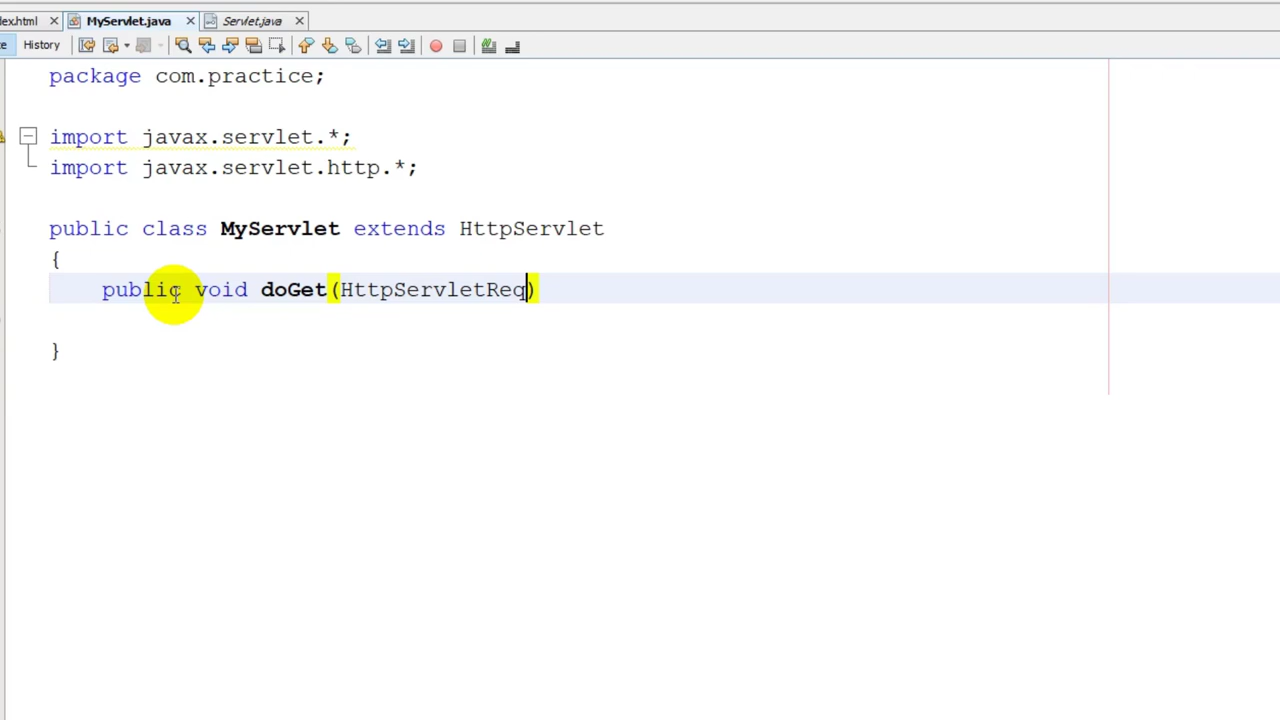 ex.html MyServlet.java Servlet.java
History
package com.practice;
import javax.servlet.*;
import javax.servlet.http.*;
public class MyServlet extends HttpServlet
{
public void doGet(HttpServletReq)
}